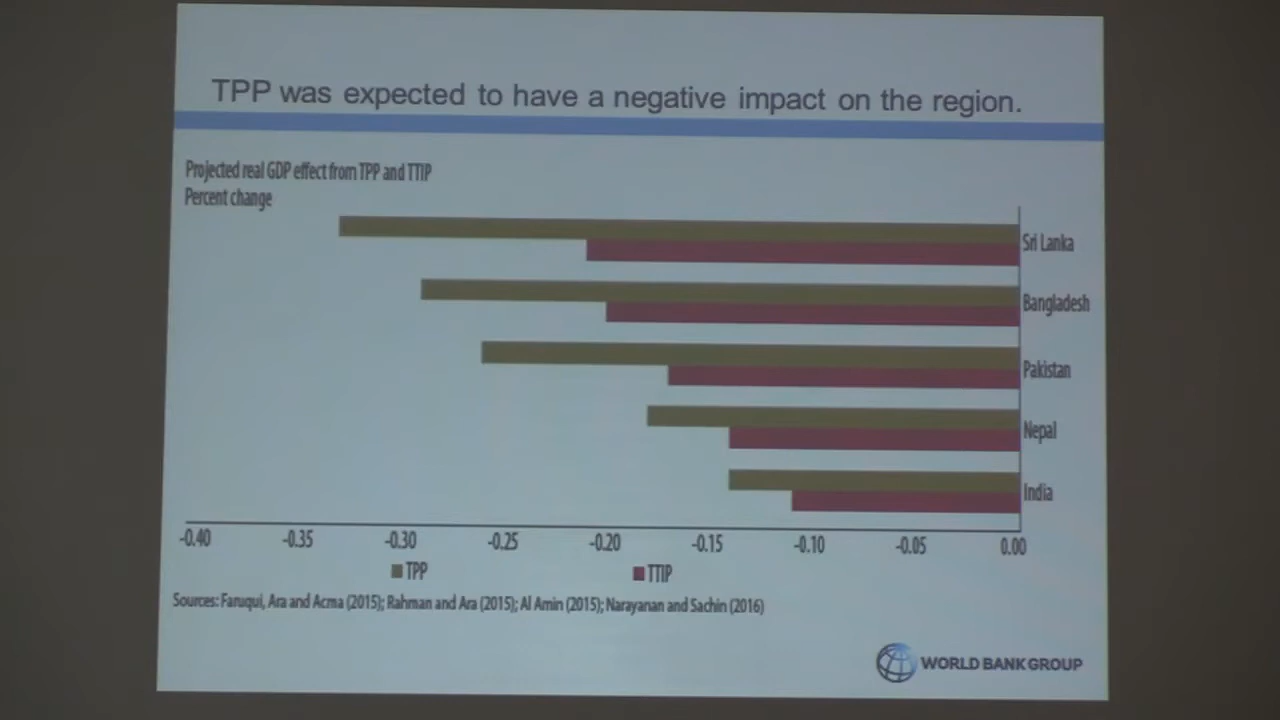 TPP was expected to have a negative impact on the region.
Projected real GDP effect from TPP and TTIP
Percent change
Sri Lanka
Bangladesh
Pakistan
Nepal
India
-0.40 -0.35 -0.30 -0.25 -0.20 -0.15 -0.10 -0.05 0.00
TPP TTIP
Sources: Faruqui, Ara and Acma (2015); Rahman and Ara (2015); Al Amin (2015); Narayanan and Sachin (2016)
WORLD BANK GROUP